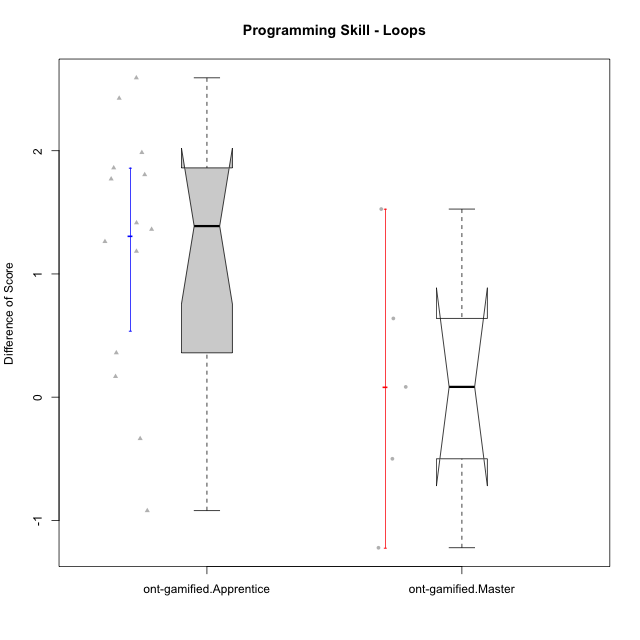 Programming Skill - Loops
Difference of Score
2
1
0
-1
ont-gamified.Apprentice
ont-gamified.Master